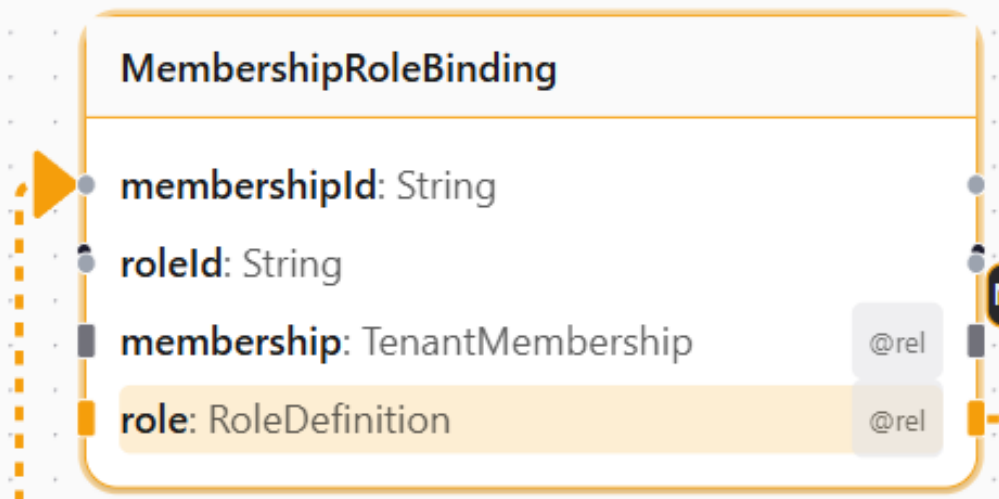 MembershipRoleBinding
membershipId: String
roleId: String
membership: TenantMembership @rel
role: RoleDefinition @rel